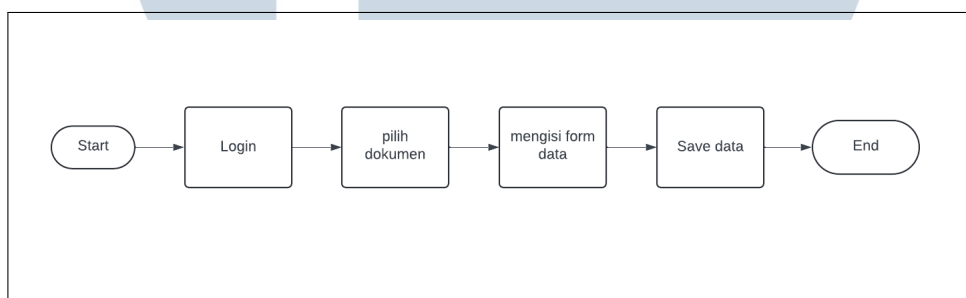 Start
Login
pilih
dokumen
mengisi form
data
Save data
End